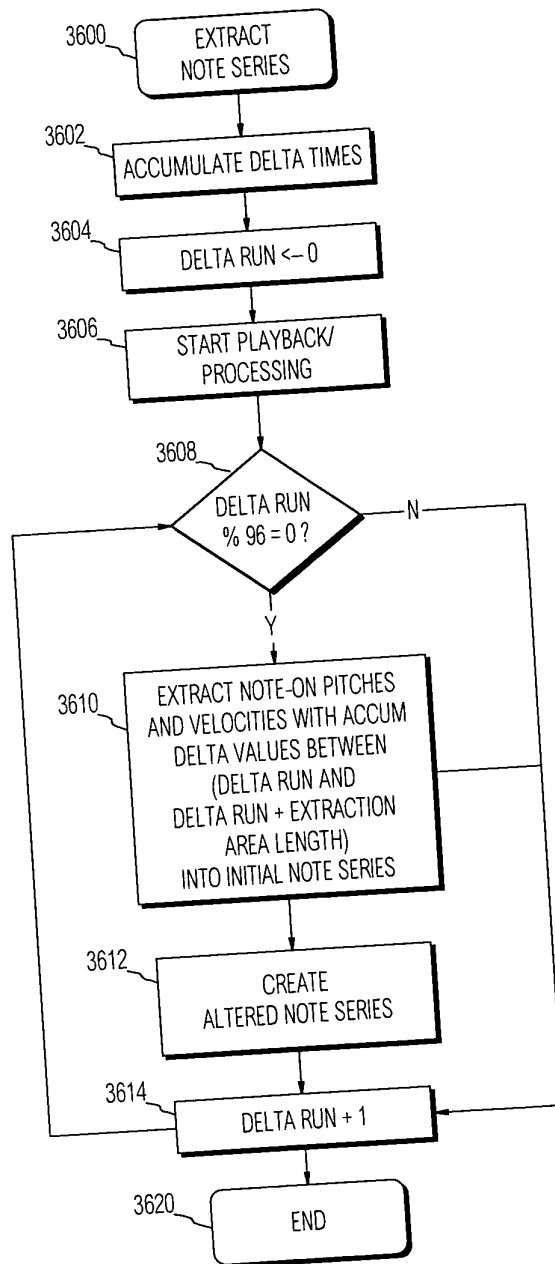 3600
EXTRACT
NOTE SERIES
3602
ACCUMULATE DELTA TIMES
3604
DELTA RUN <– 0
3606
START PLAYBACK/
PROCESSING
3608
DELTA RUN
% 96 = 0 ?
N
Y
3610
EXTRACT NOTE-ON PITCHES
AND VELOCITIES WITH ACCUM
DELTA VALUES BETWEEN
(DELTA RUN AND
DELTA RUN + EXTRACTION
AREA LENGTH)
INTO INITIAL NOTE SERIES
3612
CREATE
ALTERED NOTE SERIES
3614
DELTA RUN + 1
3620
END